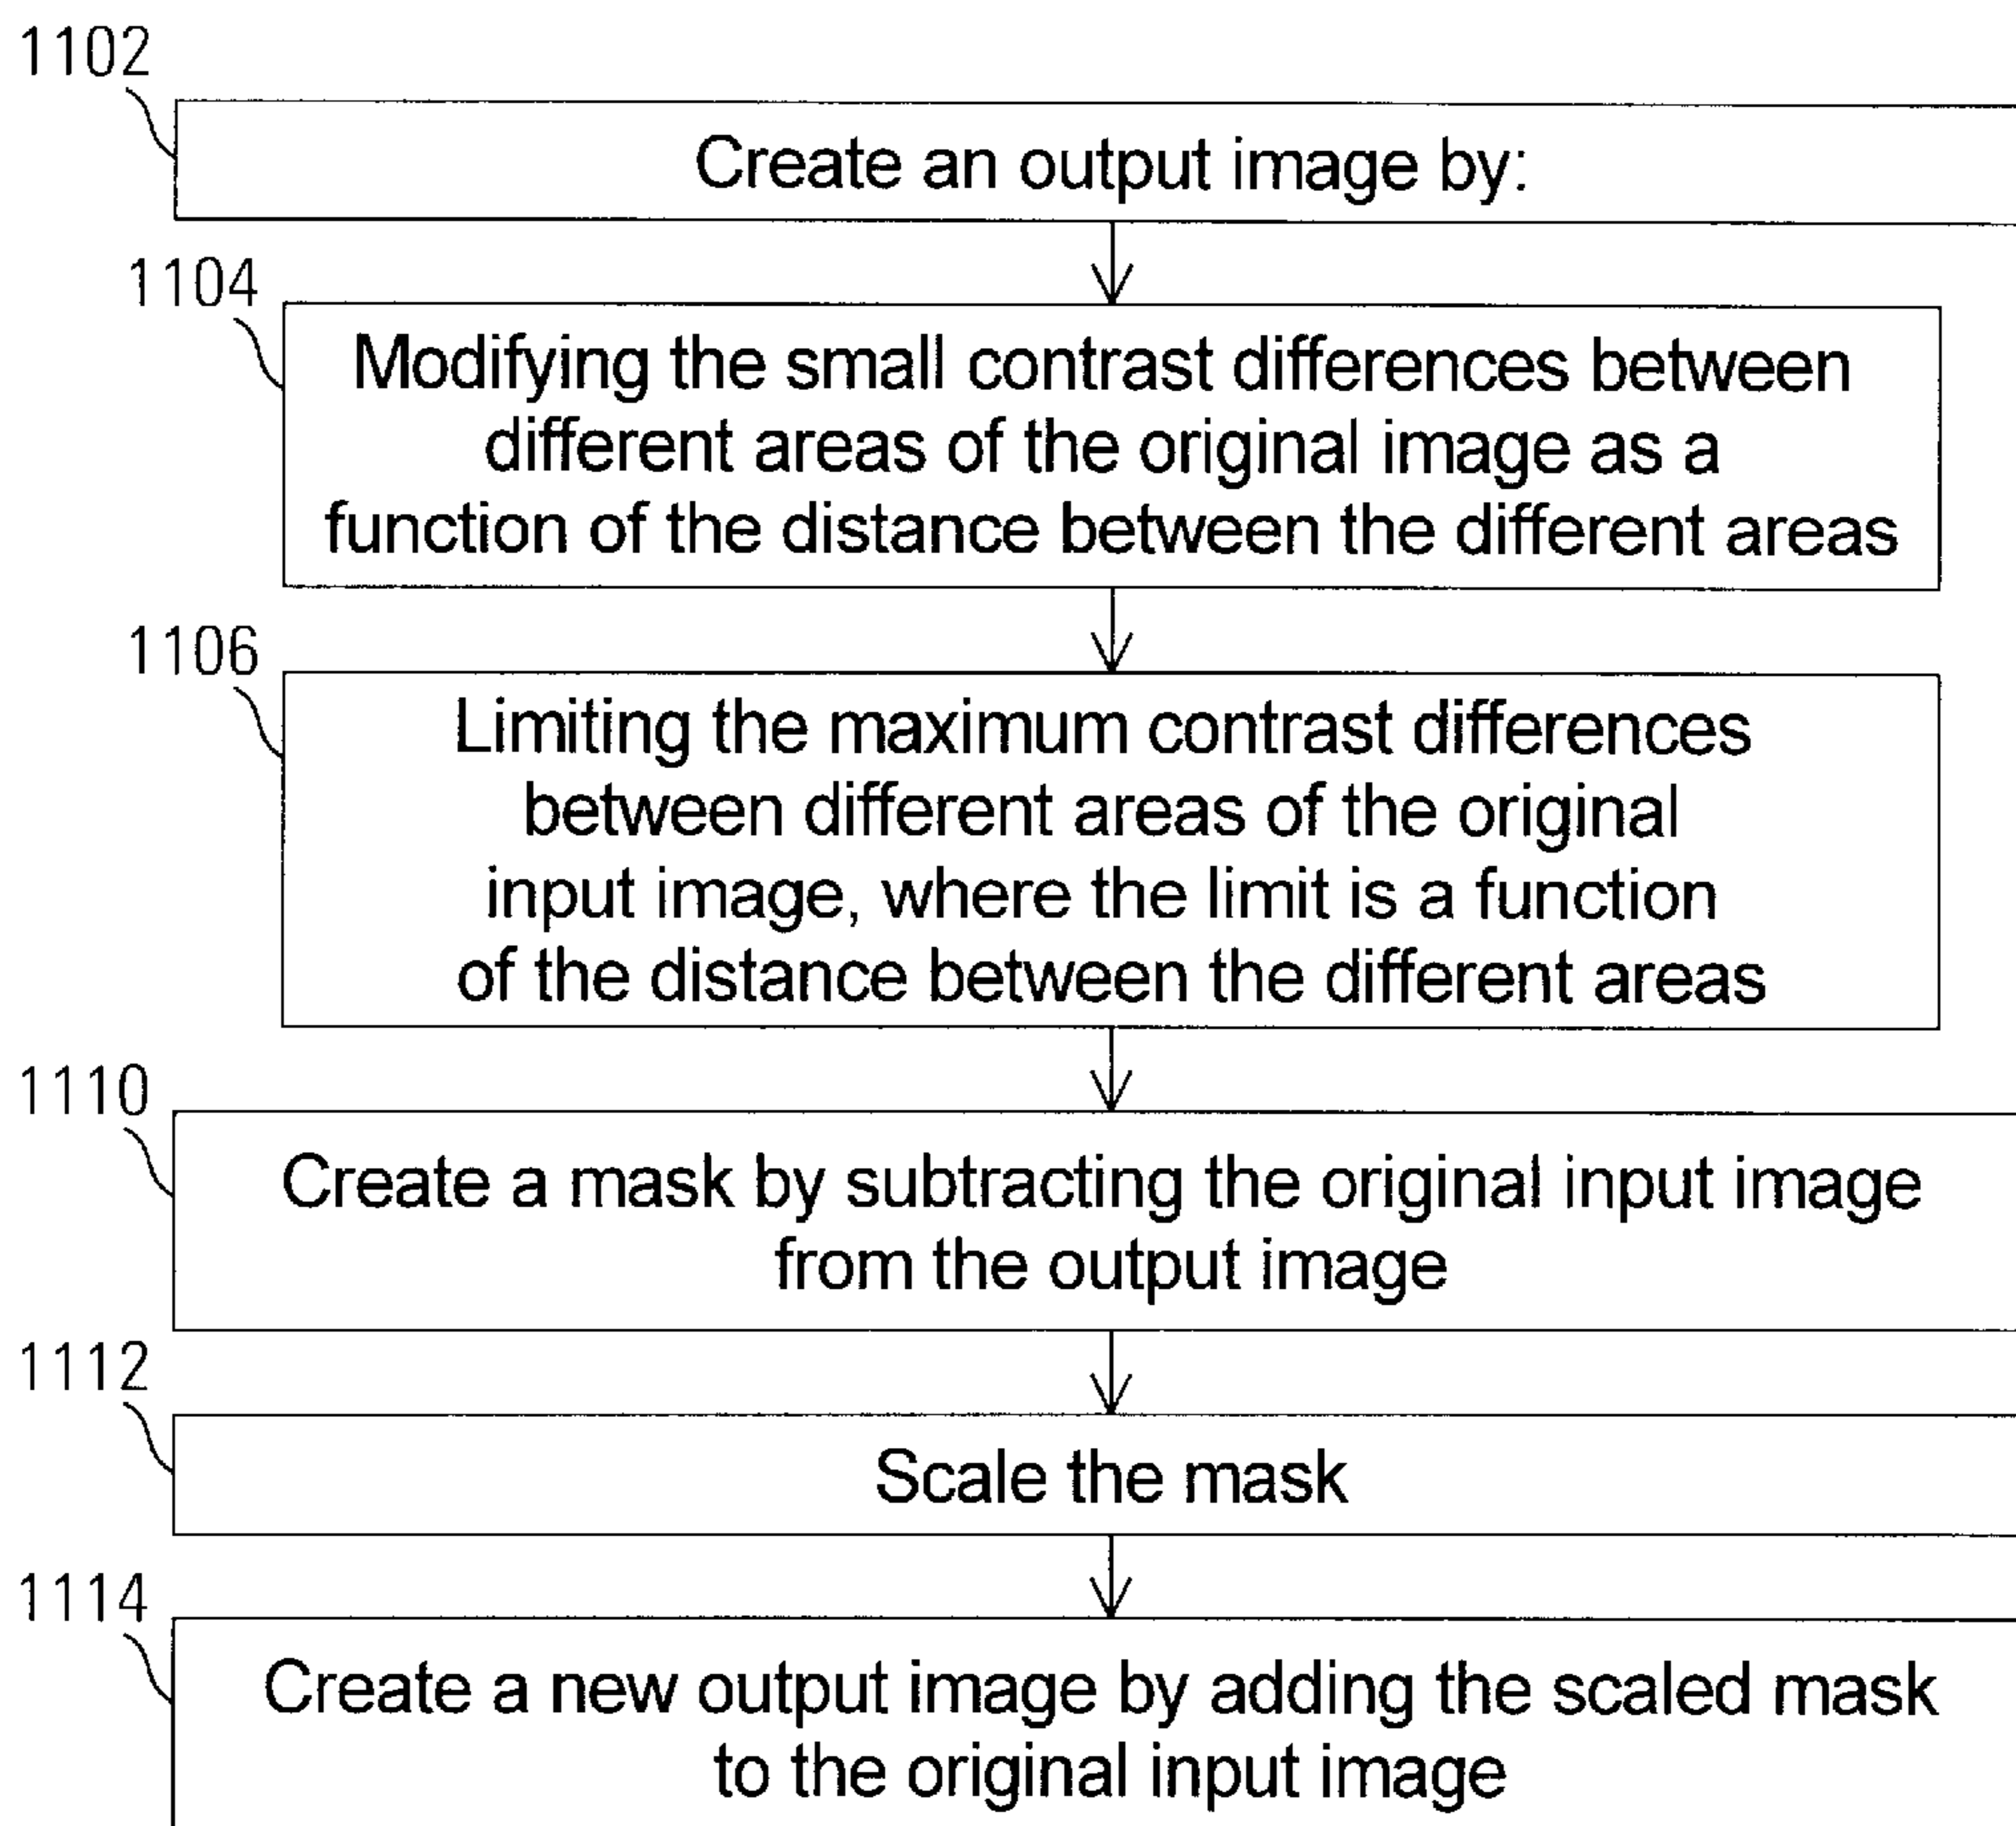 1102
Create an output image by:
1104
Modifying the small contrast differences between
different areas of the original image as a
function of the distance between the different areas
1106
Limiting the maximum contrast differences
between different areas of the original
input image, where the limit is a function
of the distance between the different areas
1110
Create a mask by subtracting the original input image
from the output image
1112
Scale the mask
1114
Create a new output image by adding the scaled mask
to the original input image